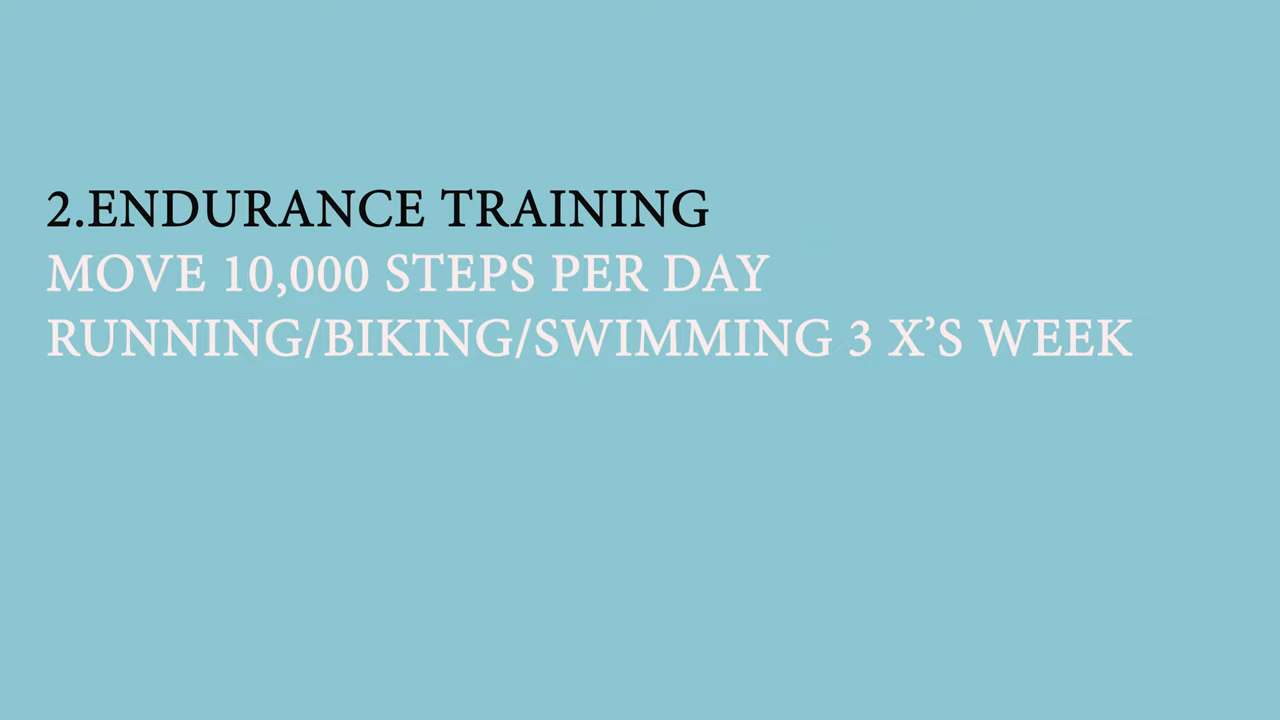 2.ENDURANCE TRAINING
MOVE 10,000 STEPS PER DAY
RUNNING/BIKING/SWIMMING 3 X’S WEEK